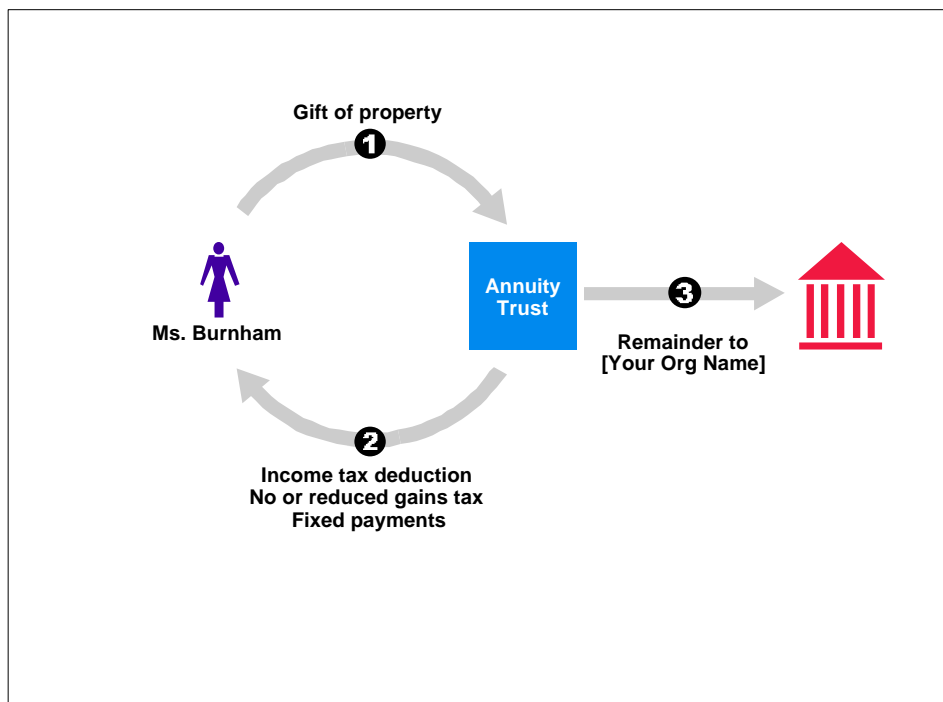 Gift of property
1
Annuity
Trust
3
Ms. Burnham
Remainder to
[Your Org Name]
2
Income tax deduction
No or reduced gains tax
Fixed payments